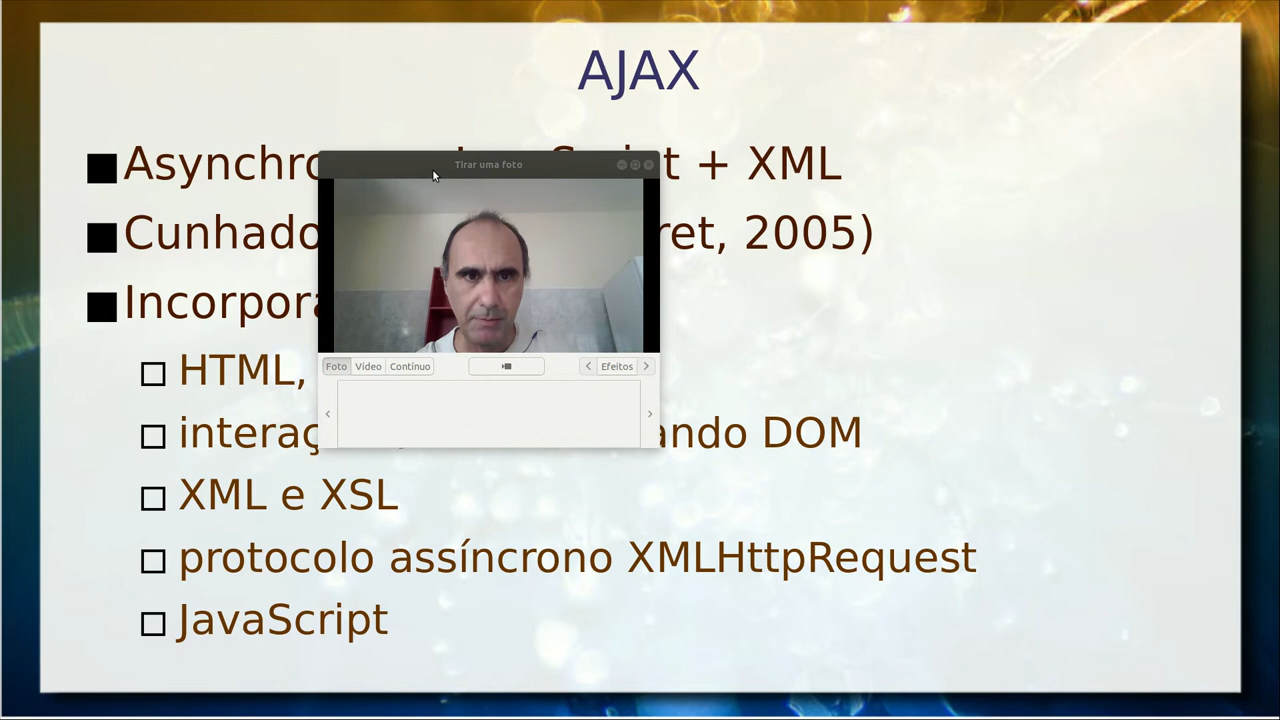 AJAX
Asynchro t + XML
Cunhado ret, 2005)
Incorpora
HTML,
interaç ando DOM
XML e XSL
protocolo assíncrono XMLHttpRequest
JavaScript
Tirar uma foto
Foto Vídeo Contínuo Efeitos